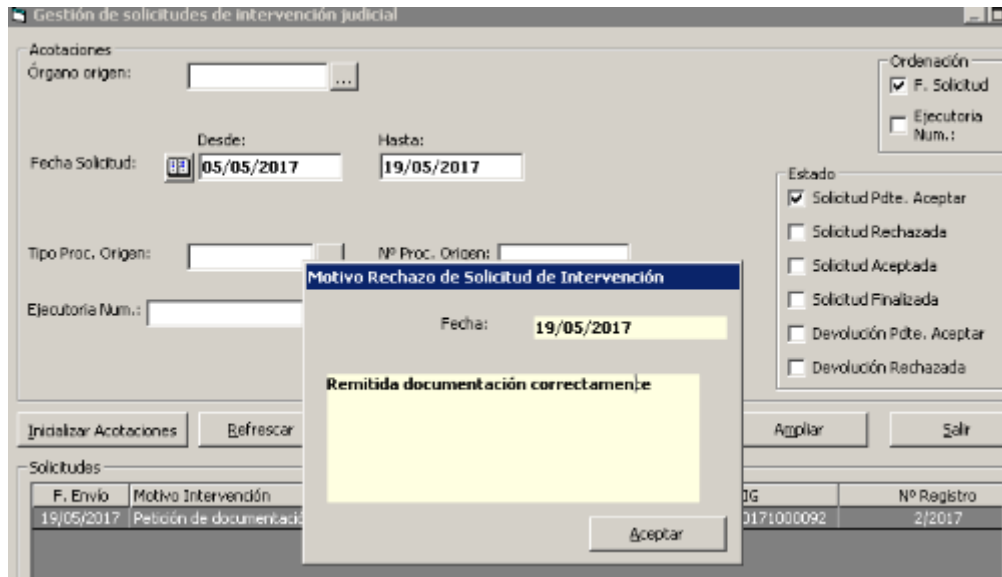 Gestión de solicitudes de intervención judicial
Acotaciones
Órgano origen:
...
Ordenación
F. Solicitud
Ejecutoria
Num.:
Desde:
Hasta:
Fecha Solicitud:
05/05/2017
19/05/2017
Estado
Solicitud Pdte. Aceptar
Solicitud Rechazada
Solicitud Aceptada
Solicitud Finalizada
Devolución Pdte. Aceptar
Devolución Rechazada
Tipo Proc. Origen:
Nº Proc. Origen:
Ejecutoria Num.:
Motivo Rechazo de Solicitud de Intervención
Fecha:
19/05/2017
Remitida documentación correctamente
Aceptar
Inicializar Acotaciones
Refrescar
Ampliar
Salir
Solicitudes
F. Envío
Motivo Intervención
IG
Nº Registro
19/05/2017
Petición de documentació
0171000092
2/2017